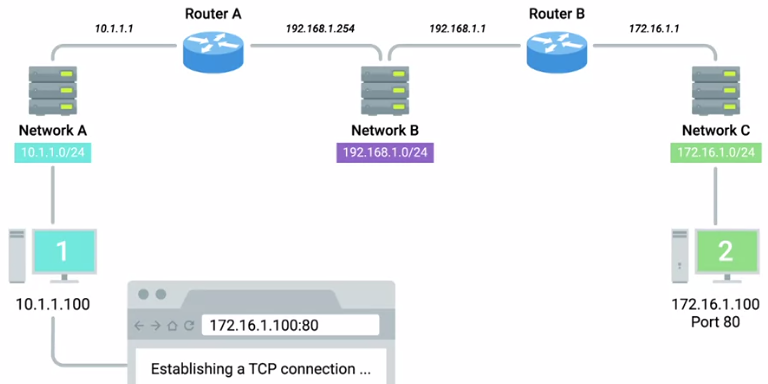 Router A
Router B
10.1.1.1
192.168.1.254
192.168.1.1
172.16.1.1
Network A
Network B
Network C
10.1.1.0/24
192.168.1.0/24
172.16.1.0/24
1
2
10.1.1.100
172.16.1.100
Port 80
172.16.1.100:80
Establishing a TCP connection ...